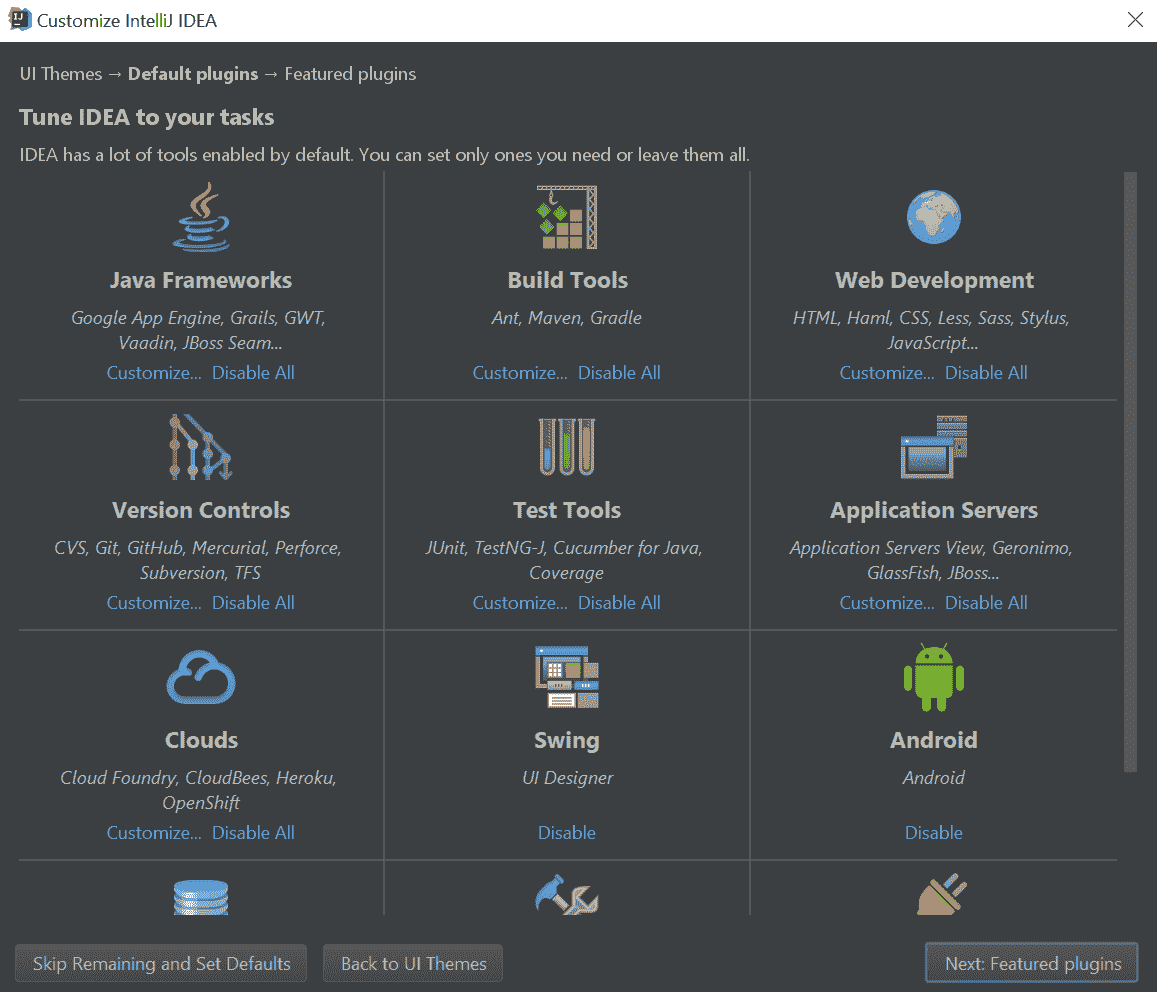 Customize IntelliJ IDEA
UI Themes → Default plugins → Featured plugins
Tune IDEA to your tasks
IDEA has a lot of tools enabled by default. You can set only ones you need or leave them all.
Java Frameworks
Google App Engine, Grails, GWT,
Vaadin, JBoss Seam...
Customize... Disable All
Build Tools
Ant, Maven, Gradle
Customize... Disable All
Web Development
HTML, Haml, CSS, Less, Sass, Stylus,
JavaScript...
Customize... Disable All
Version Controls
CVS, Git, GitHub, Mercurial, Perforce,
Subversion, TFS
Customize... Disable All
Test Tools
JUnit, TestNG-J, Cucumber for Java,
Coverage
Customize... Disable All
Application Servers
Application Servers View, Geronimo,
GlassFish, JBoss...
Customize... Disable All
Clouds
Cloud Foundry, CloudBees, Heroku,
OpenShift
Customize... Disable All
Swing
UI Designer
Disable
Android
Android
Disable
Skip Remaining and Set Defaults
Back to UI Themes
Next: Featured plugins